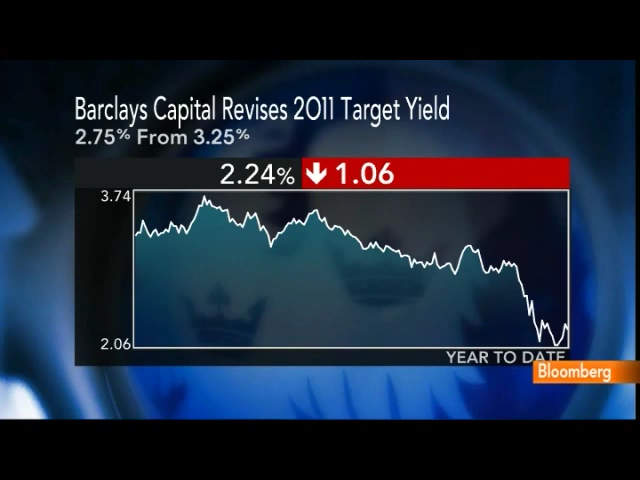 Barclays Capital Revises 2011 Target Yield
2.75% From 3.25%
2.24% 1.06
3.74
2.06
YEAR TO DATE
Bloomberg